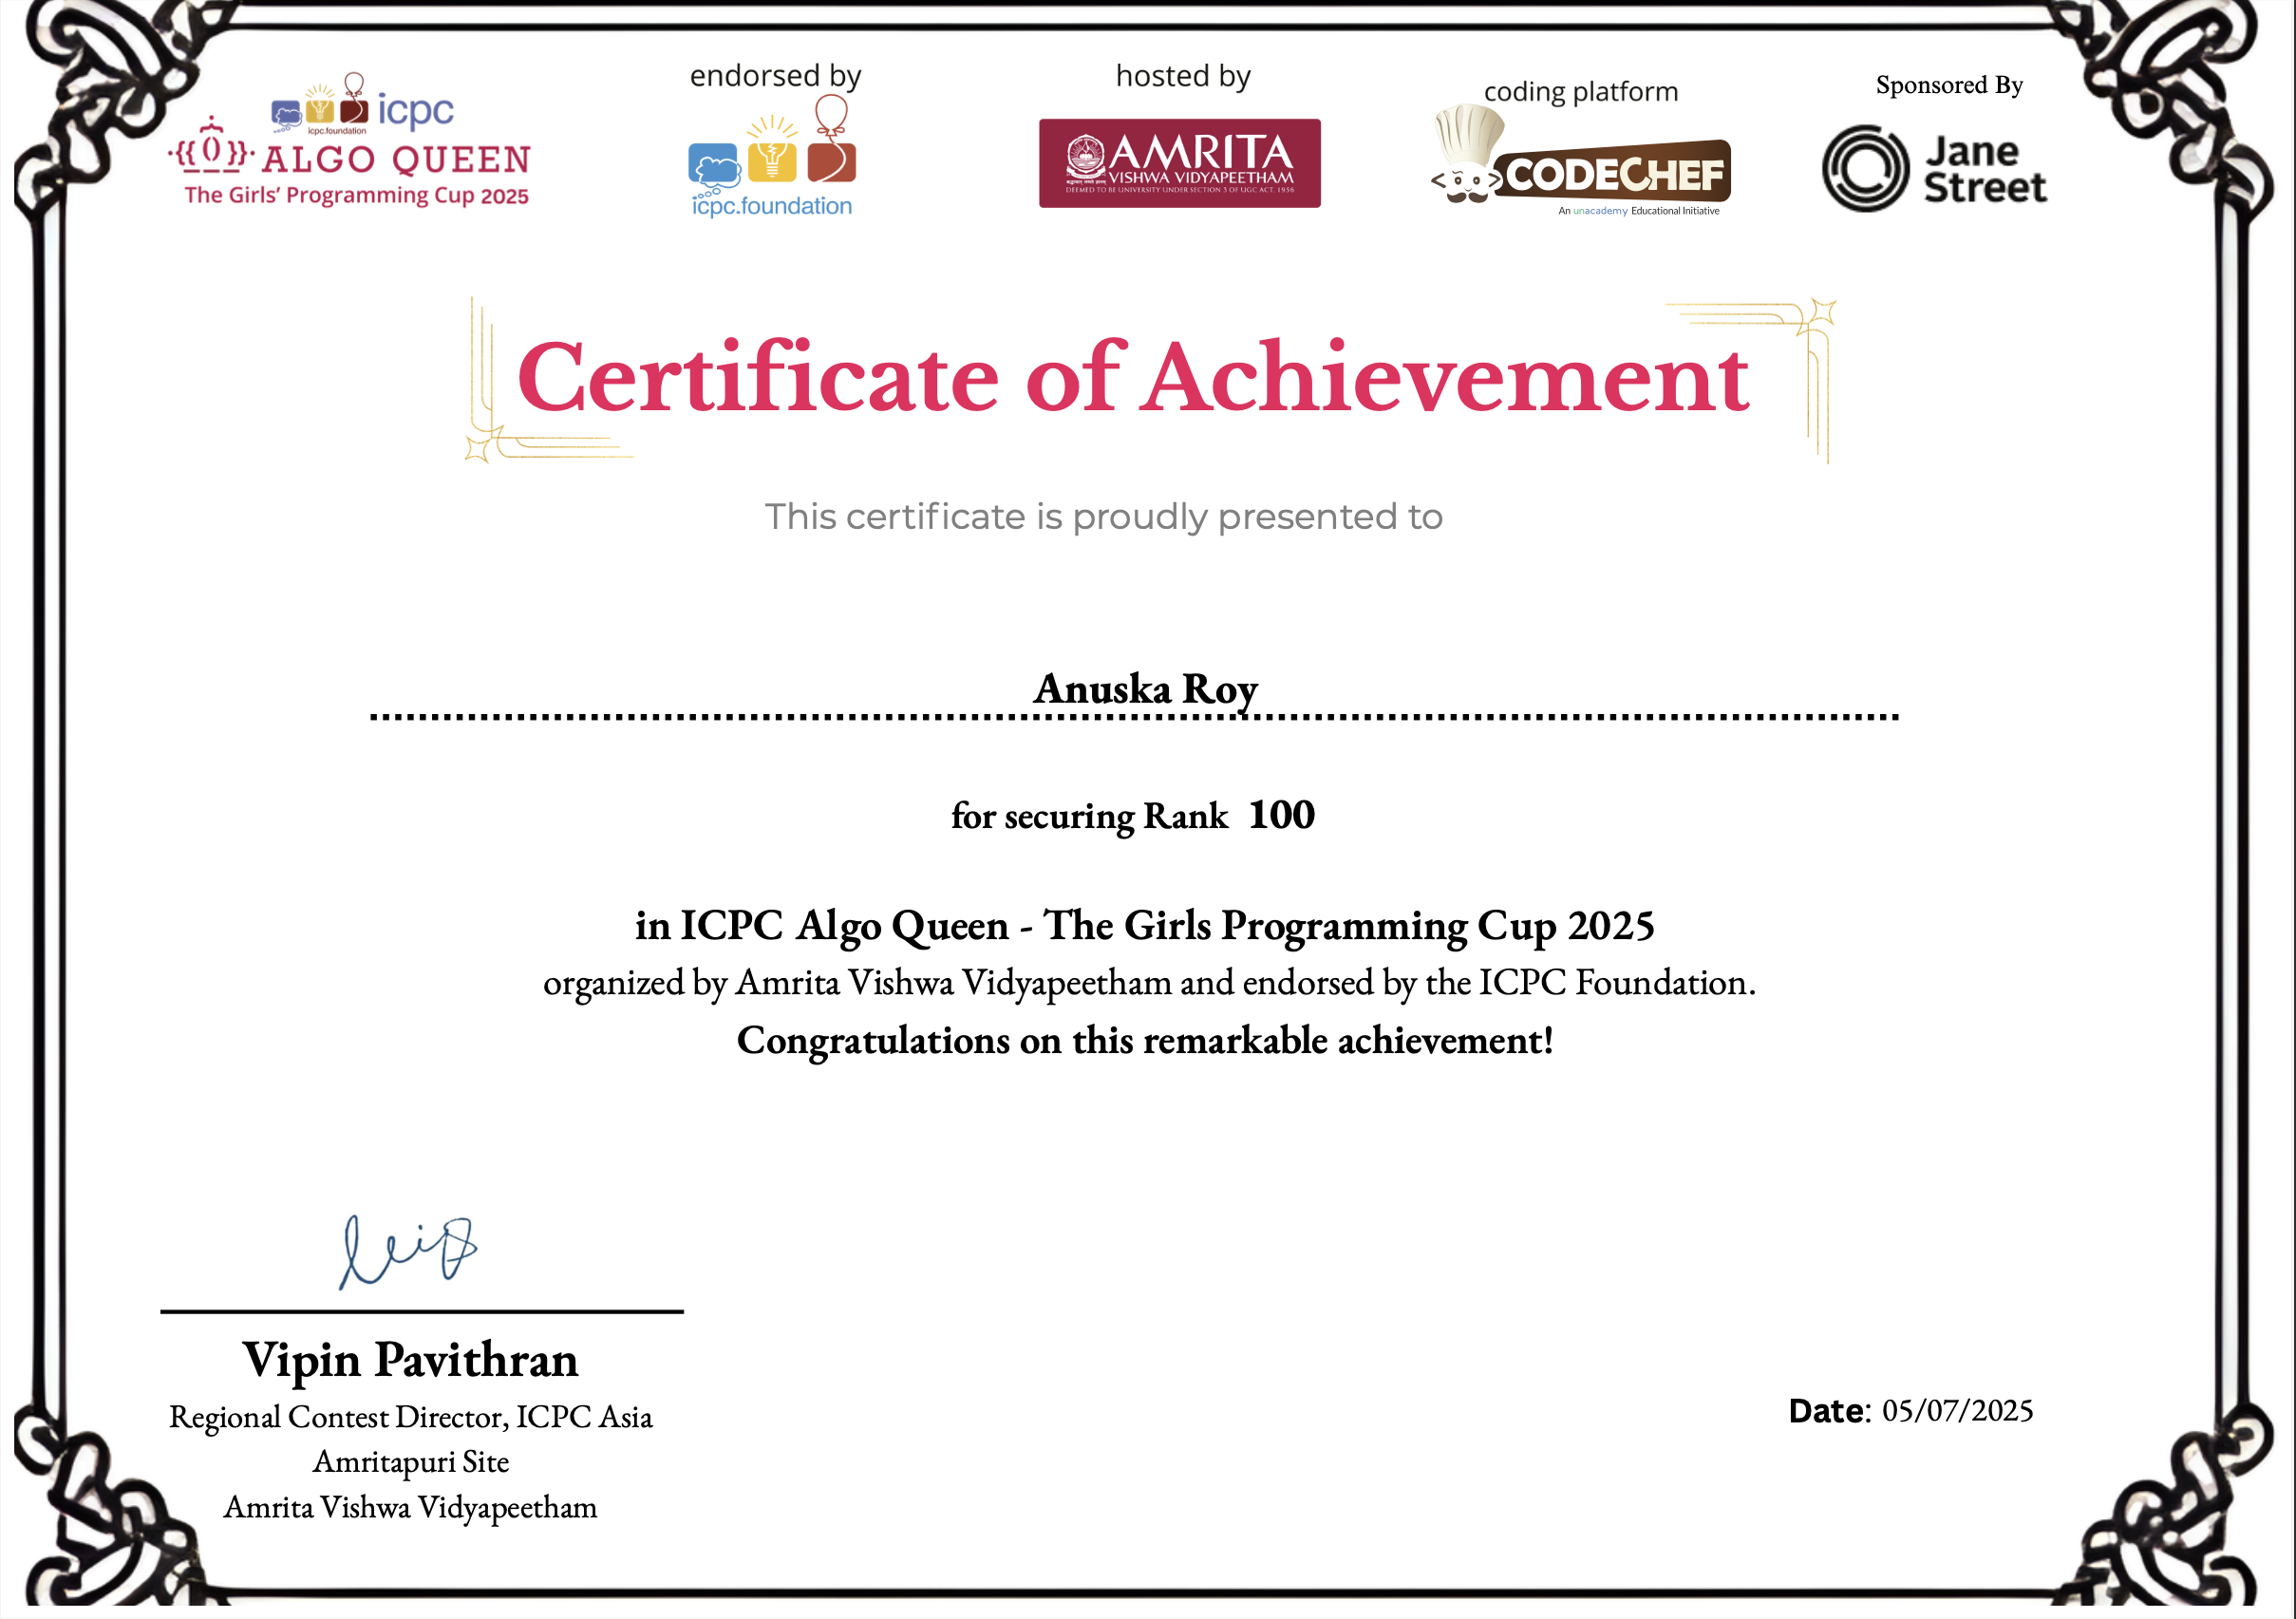 icpc
icpc.foundation
ALGO QUEEN
The Girls' Programming Cup 2025
endorsed by
icpc.foundation
hosted by
AMRITA
VISHWA VIDYAPEETHAM
DEEMED TO BE UNIVERSITY UNDER SECTION 3 OF UGC ACT. 1956
coding platform
CODECHEF
An unacademy Educational Initiative
Sponsored By
Jane
Street
Certificate of Achievement
This certificate is proudly presented to
Anuska Roy
for securing Rank 100
in ICPC Algo Queen - The Girls Programming Cup 2025
organized by Amrita Vishwa Vidyapeetham and endorsed by the ICPC Foundation.
Congratulations on this remarkable achievement!
Vipin Pavithran
Regional Contest Director, ICPC Asia
Amritapuri Site
Amrita Vishwa Vidyapeetham
Date: 05/07/2025